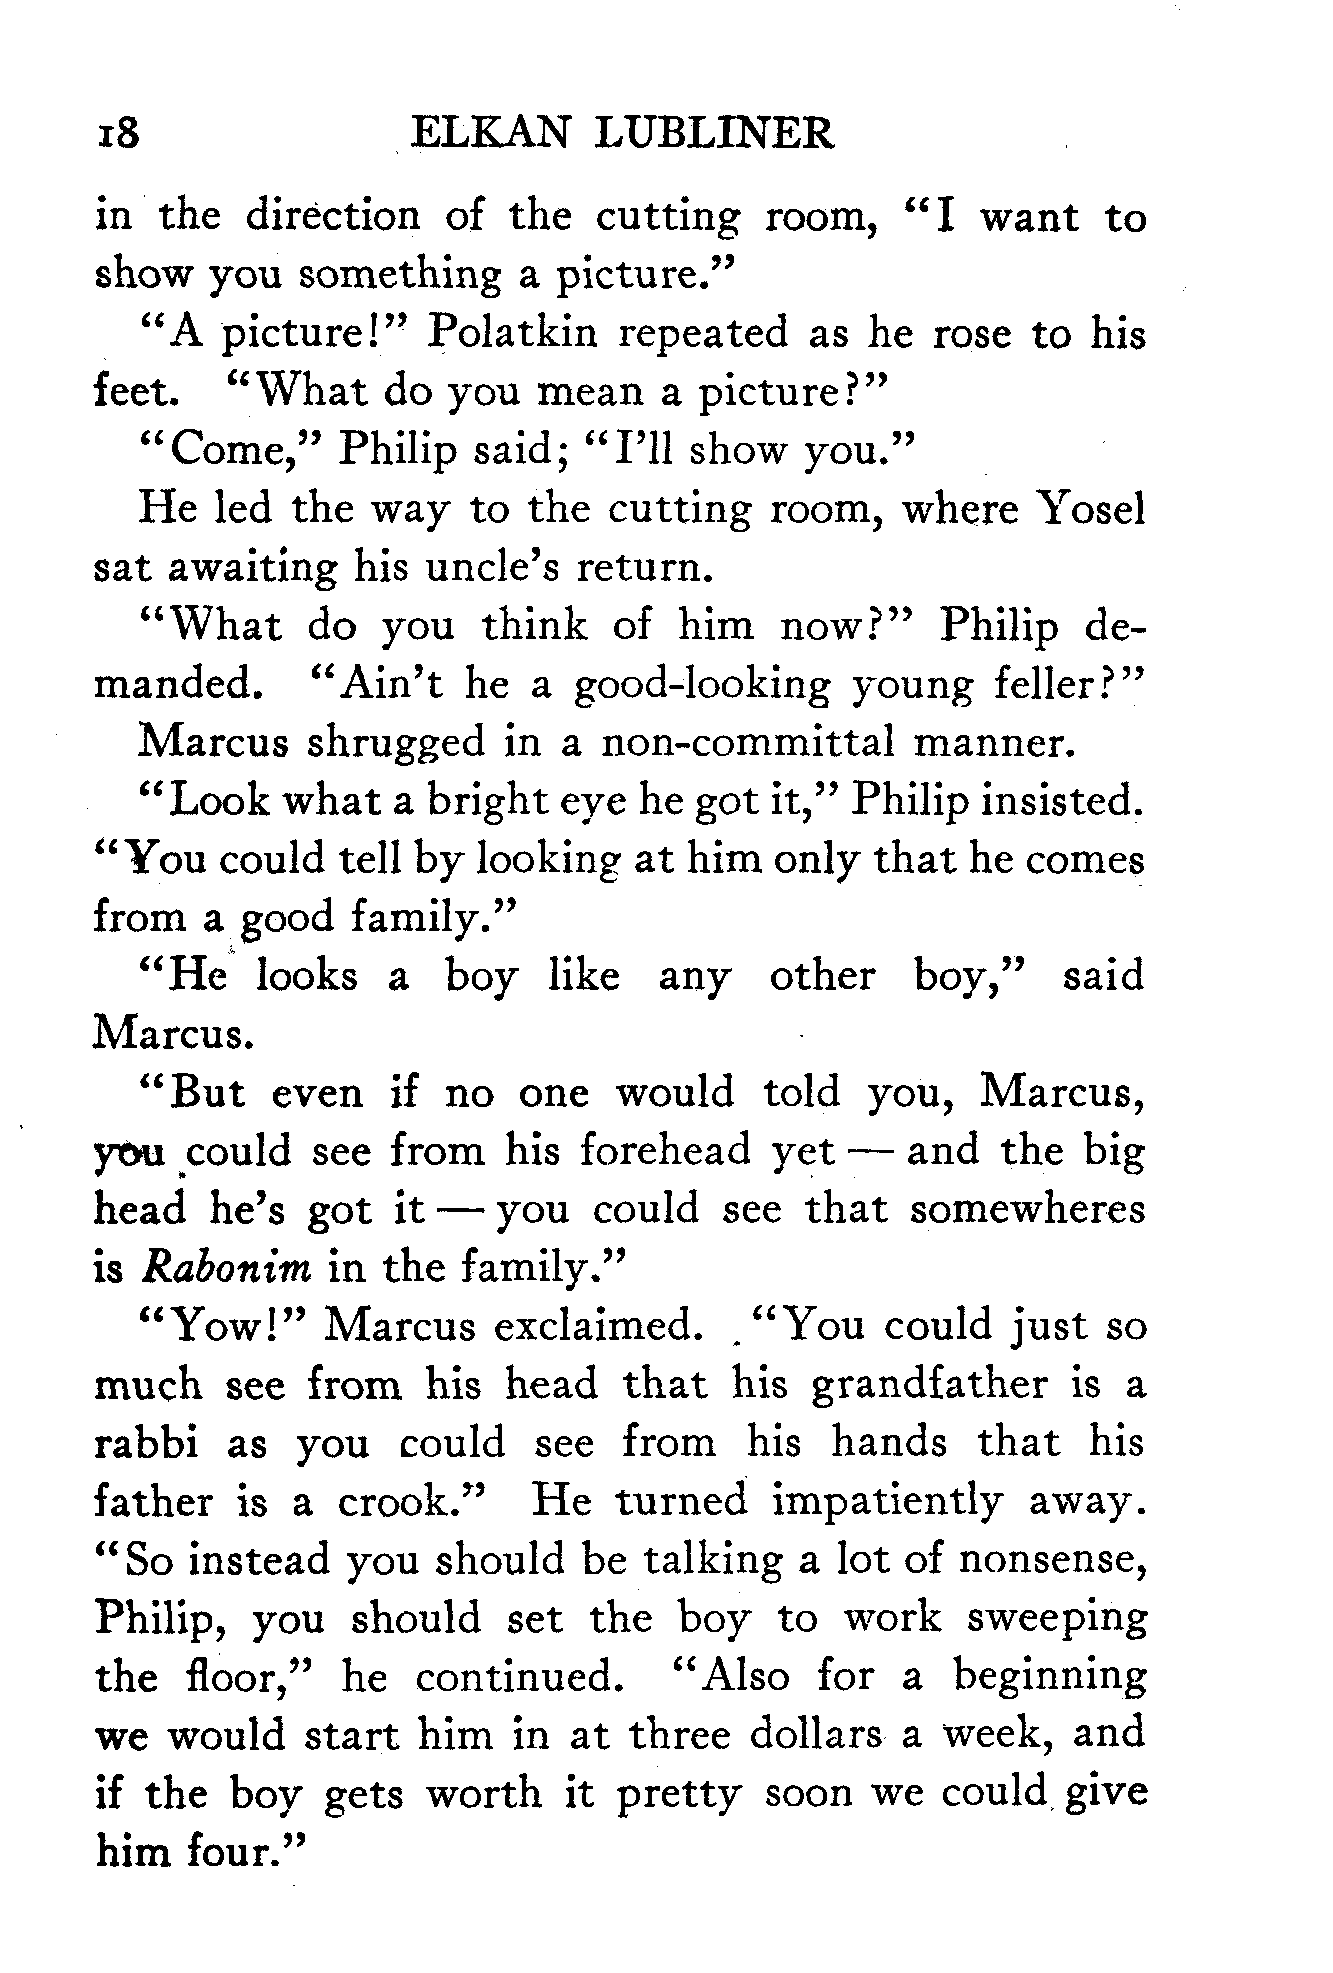 18 ELKAN LUBLINER
in the direction of the cutting room, “I want to
show you something a picture.”
“A picture!” Polatkin repeated as he rose to his
feet. “What do you mean a picture?”
“Come,” Philip said; “I’ll show you.”
He led the way to the cutting room, where Yosel
sat awaiting his uncle’s return.
“What do you think of him now?” Philip de-
manded. “Ain’t he a good-looking young feller?”
Marcus shrugged in a non-committal manner.
“Look what a bright eye he got it,” Philip insisted.
“You could tell by looking at him only that he comes
from a good family.”
“He looks a boy like any other boy,” said
Marcus.
“But even if no one would told you, Marcus,
you could see from his forehead yet — and the big
head he’s got it — you could see that somewheres
is Rabonim in the family.”
“Yow!” Marcus exclaimed. “You could just so
much see from his head that his grandfather is a
rabbi as you could see from his hands that his
father is a crook.” He turned impatiently away.
“So instead you should be talking a lot of nonsense,
Philip, you should set the boy to work sweeping
the floor,” he continued. “Also for a beginning
we would start him in at three dollars a week, and
if the boy gets worth it pretty soon we could give
him four.”